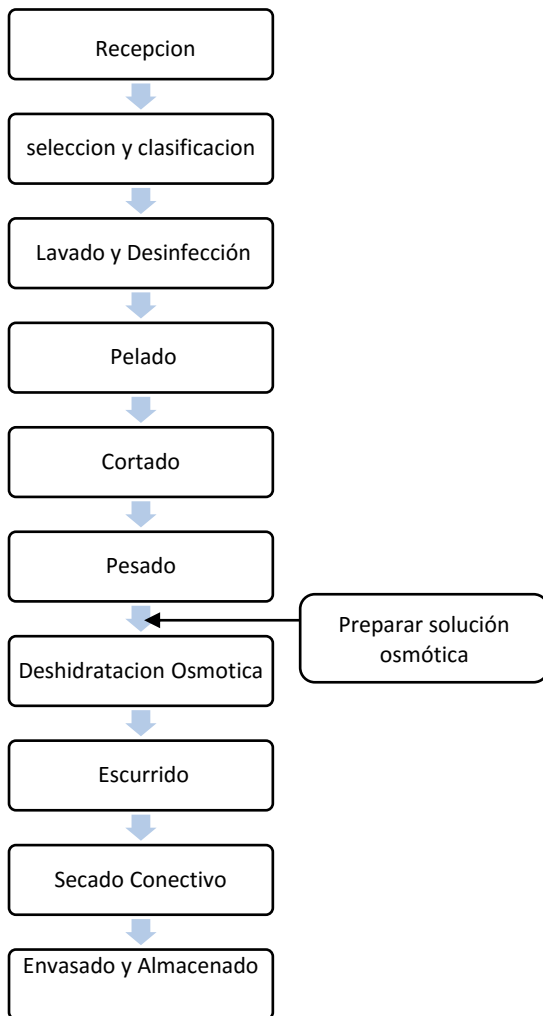 Recepcion
seleccion y clasificacion
Lavado y Desinfección
Pelado
Cortado
Pesado
Preparar solución
osmótica
Deshidratacion Osmotica
Escurrido
Secado Conectivo
Envasado y Almacenado